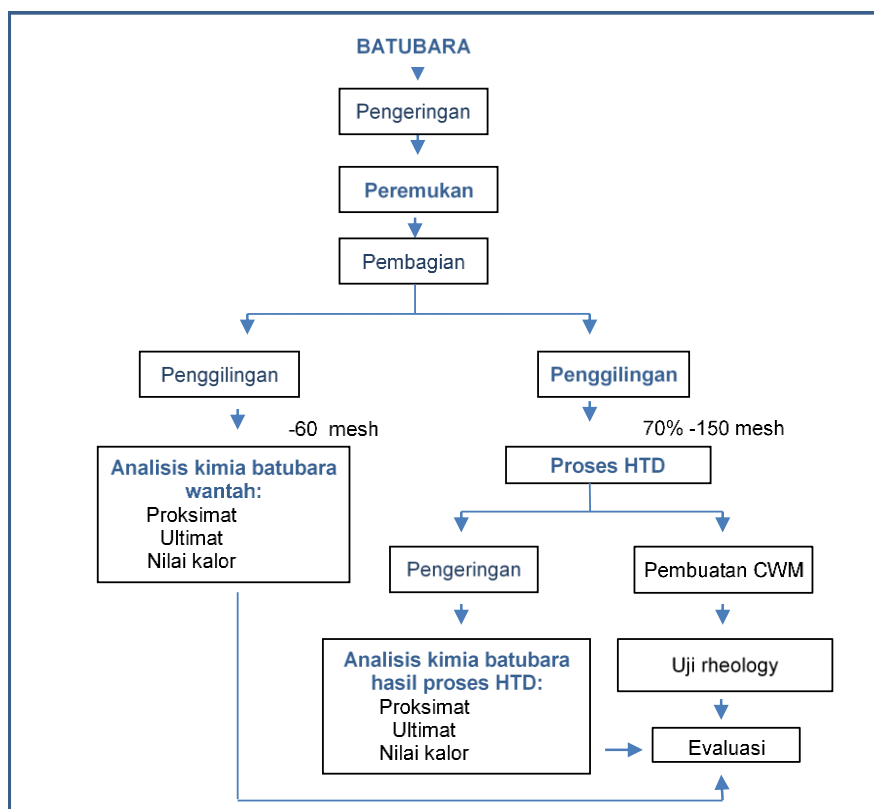 BATUBARA
Pengeringan
Peremukan
Pembagian
Penggilingan
Penggilingan
-60 mesh
70% -150 mesh
Analisis kimia batubara
wantah:
Proksimat
Ultimat
Nilai kalor
Proses HTD
Pengeringan
Pembuatan CWM
Analisis kimia batubara
hasil proses HTD:
Proksimat
Ultimat
Nilai kalor
Uji rheology
Evaluasi